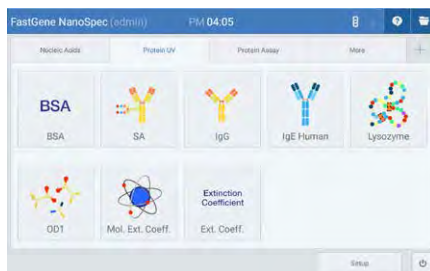 FastGene NanoSpec (admin) PM 04:05
Nucleic Acids Protein UV Protein Assay More
BSA
BSA SA IgG IgE Human Lysozyme
Extinction
Coefficient
OD1 Mol. Ext. Coeff. Ext. Coeff.
Setup